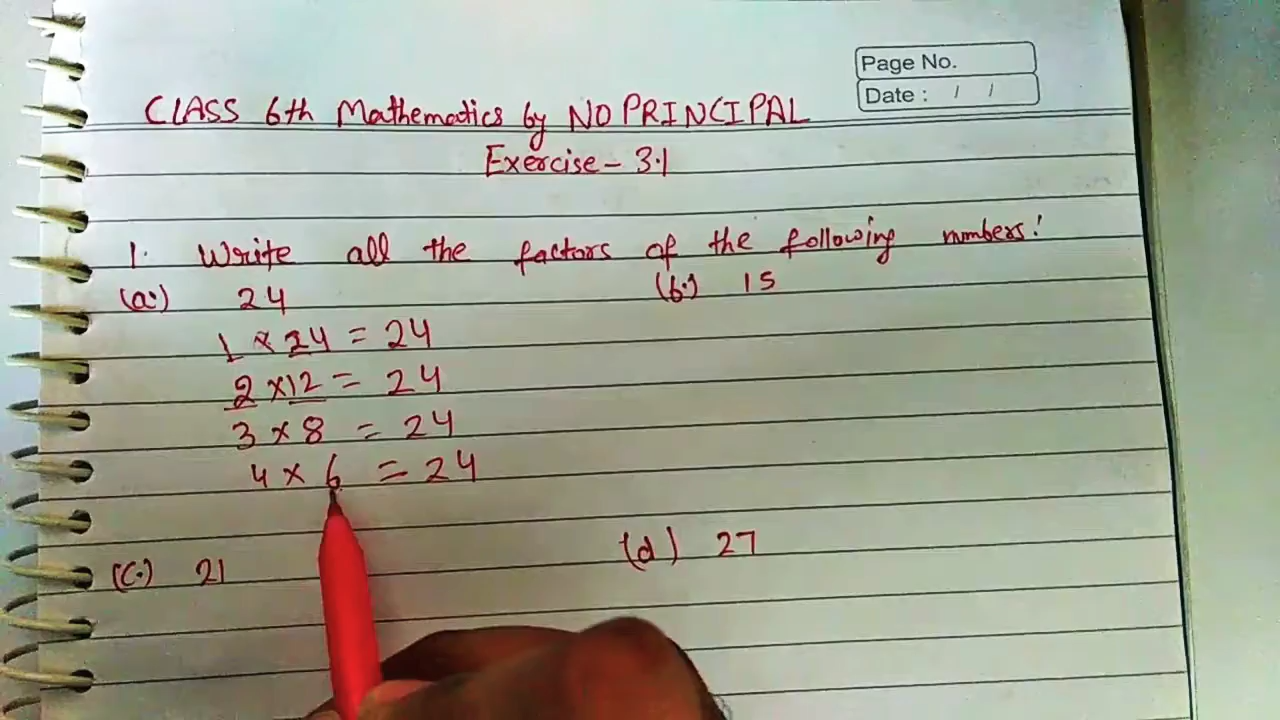 Page No.
Date : / /
CLASS 6th Mathematics by NO PRINCIPAL
Exercise - 3.1
1. Write all the factors of the following numbers:
(a.) 24 (b.) 15
1 × 24 = 24
2 × 12 = 24
3 × 8 = 24
4 × 6 = 24
(c.) 21 (d) 27